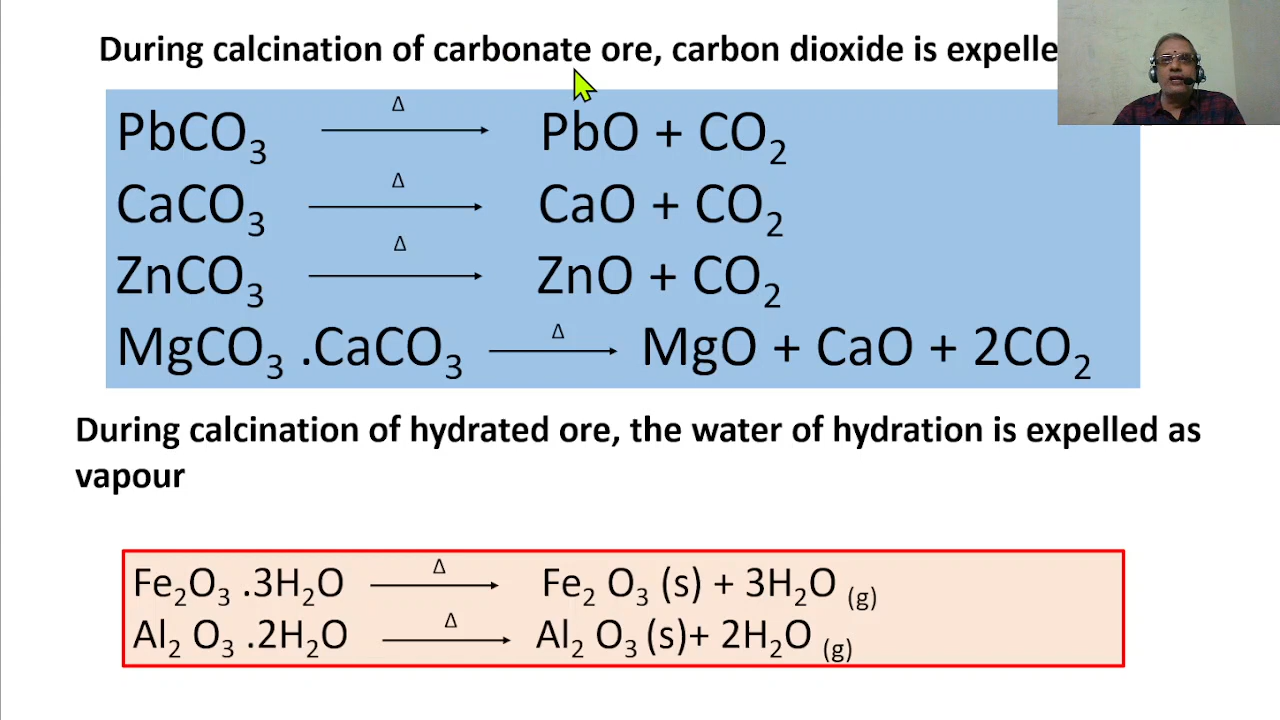 During calcination of carbonate ore, carbon dioxide is expelle
Δ
PbCO₃ → PbO + CO₂
Δ
CaCO₃ → CaO + CO₂
Δ
ZnCO₃ → ZnO + CO₂
Δ
MgCO₃ .CaCO₃ → MgO + CaO + 2CO₂
During calcination of hydrated ore, the water of hydration is expelled as
vapour
Δ
Fe₂O₃ .3H₂O → Fe₂ O₃ (s) + 3H₂O (g)
Δ
Al₂ O₃ .2H₂O → Al₂ O₃ (s)+ 2H₂O (g)